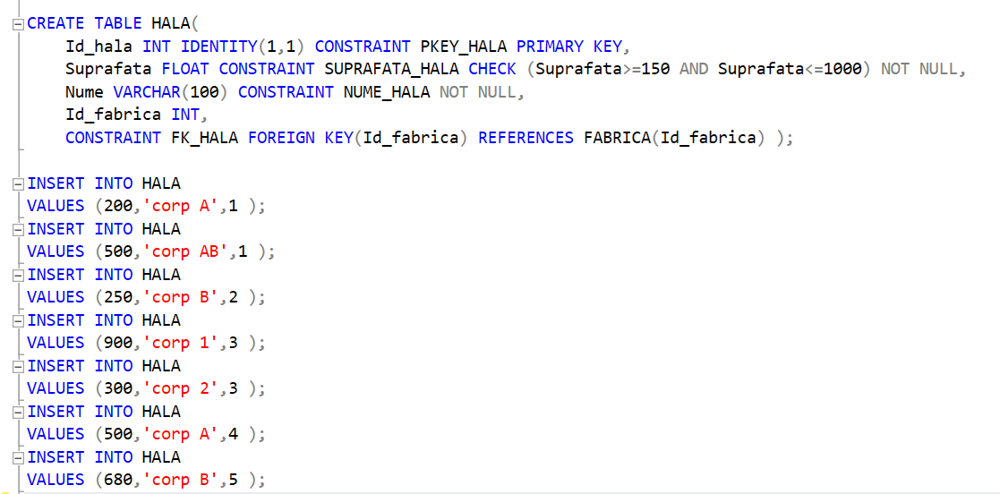 CREATE TABLE HALA(
Id_hala INT IDENTITY(1,1) CONSTRAINT PKEY_HALA PRIMARY KEY,
Suprafata FLOAT CONSTRAINT SUPRAFATA_HALA CHECK (Suprafata>=150 AND Suprafata<=1000) NOT NULL,
Nume VARCHAR(100) CONSTRAINT NUME_HALA NOT NULL,
Id_fabrica INT,
CONSTRAINT FK_HALA FOREIGN KEY(Id_fabrica) REFERENCES FABRICA(Id_fabrica) );
INSERT INTO HALA
VALUES (200,'corp A',1 );
INSERT INTO HALA
VALUES (500,'corp AB',1 );
INSERT INTO HALA
VALUES (250,'corp B',2 );
INSERT INTO HALA
VALUES (900,'corp 1',3 );
INSERT INTO HALA
VALUES (300,'corp 2',3 );
INSERT INTO HALA
VALUES (500,'corp A',4 );
INSERT INTO HALA
VALUES (680,'corp B',5 );